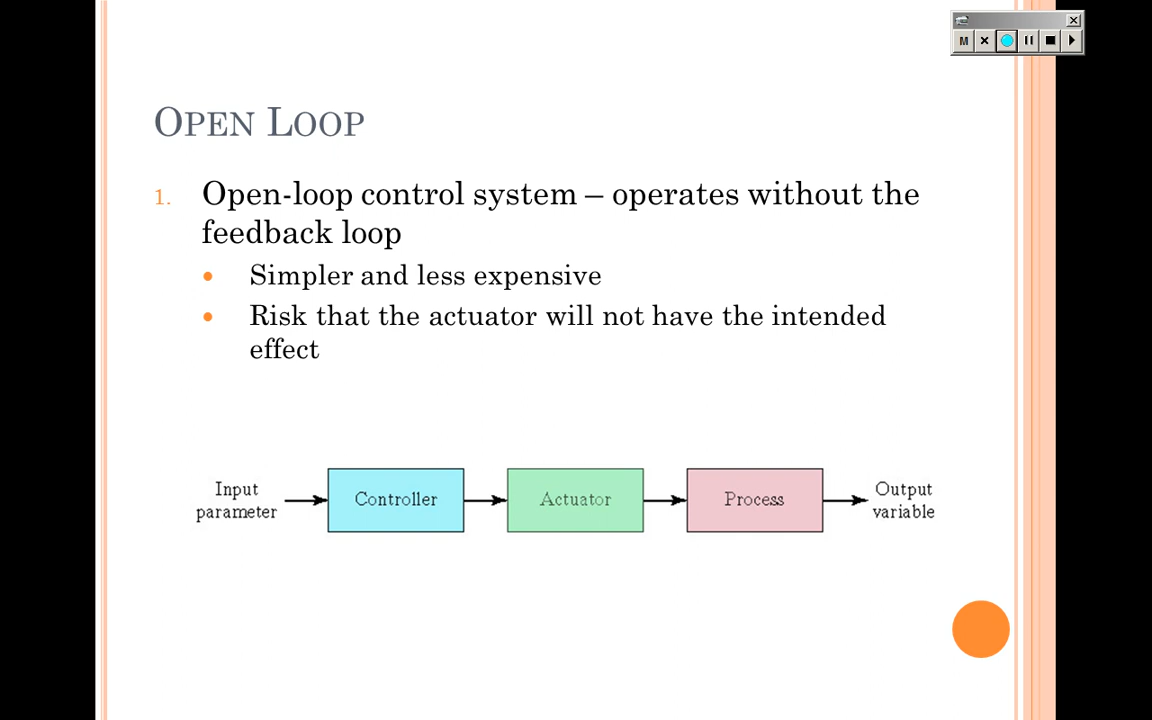 M
OPEN LOOP
1. Open-loop control system – operates without the
feedback loop
• Simpler and less expensive
• Risk that the actuator will not have the intended
effect
Input
parameter
Controller
Actuator
Process
Output
variable